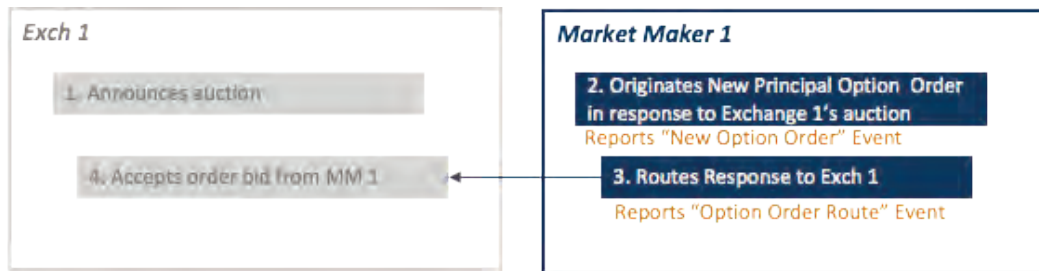 Exch 1
1. Announces auction
4. Accepts order bid from MM 1
Market Maker 1
2. Originates New Principal Option Order
in response to Exchange 1's auction
Reports "New Option Order" Event
3. Routes Response to Exch 1
Reports "Option Order Route" Event